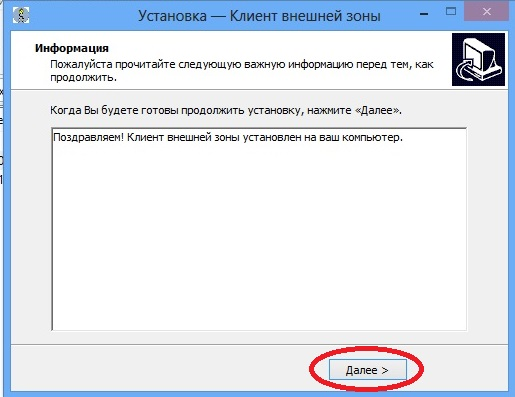 Установка — Клиент внешней зоны
Информация
Пожалуйста прочитайте следующую важную информацию перед тем, как
продолжить.
Когда Вы будете готовы продолжить установку, нажмите «Далее».
Поздравляем! Клиент внешней зоны установлен на ваш компьютер.
Далее >